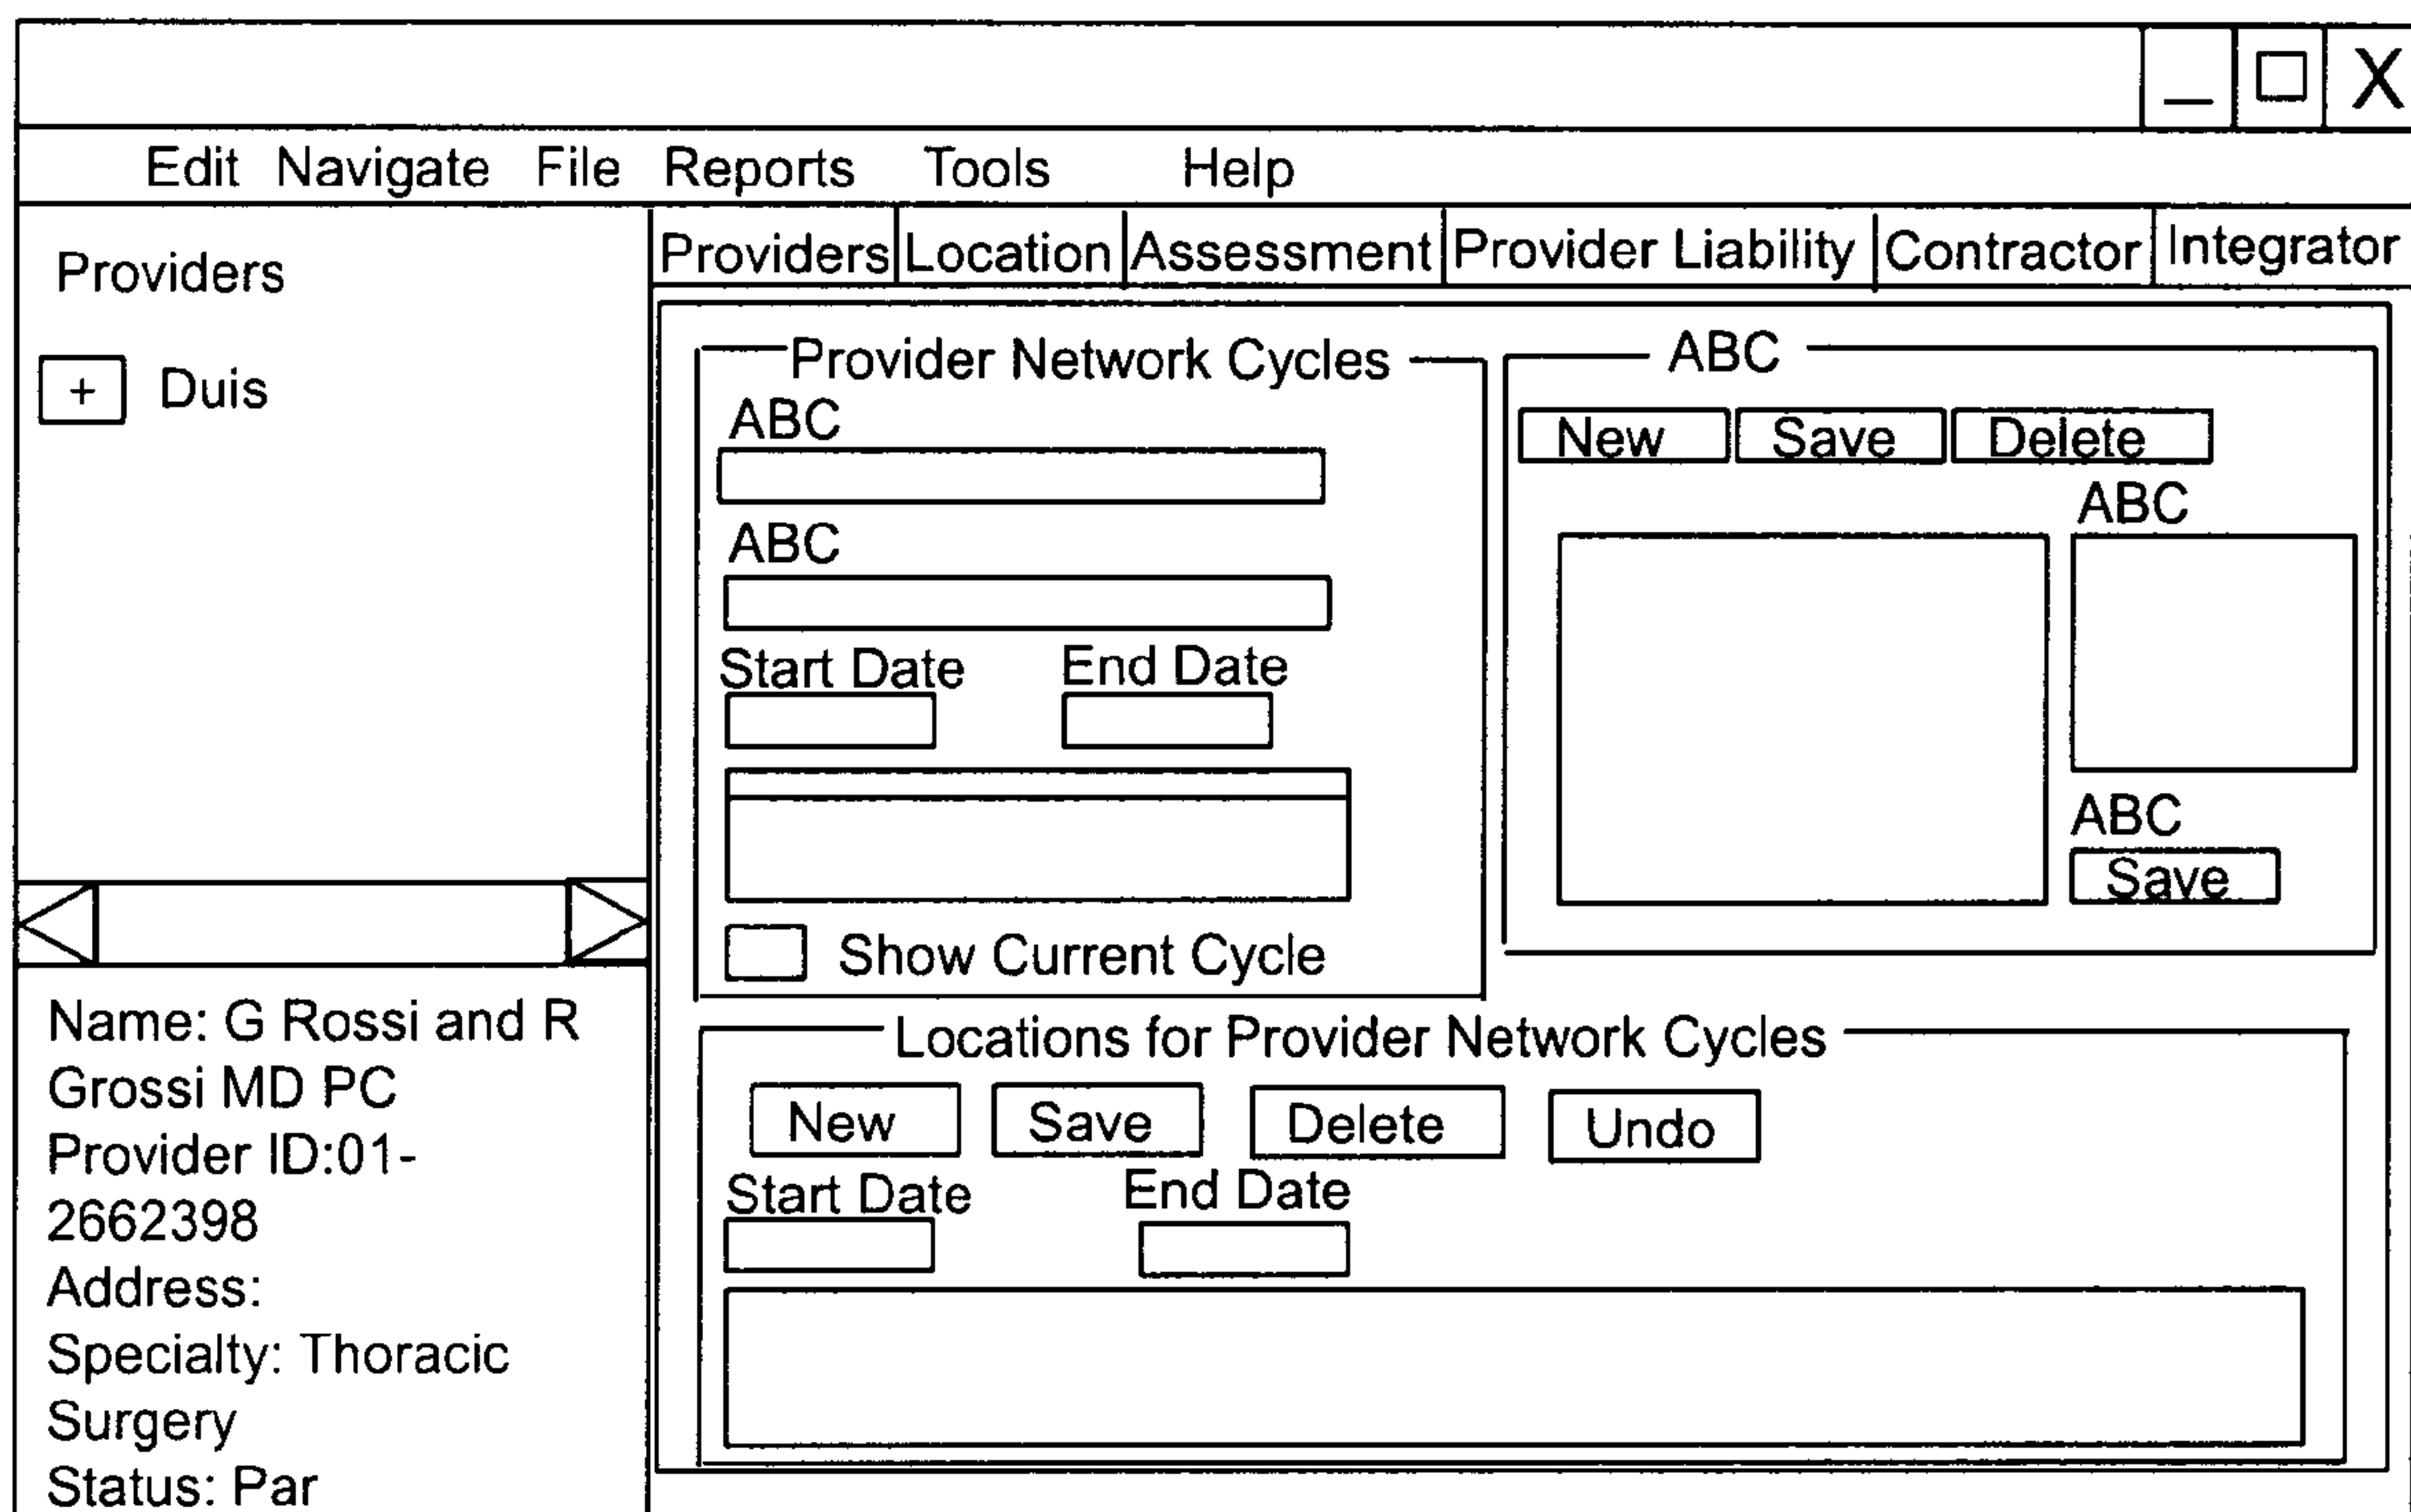 X
Edit Navigate File Reports Tools Help
Providers
+ Duis
Name: G Rossi and R
Grossi MD PC
Provider ID:01-
2662398
Address:
Specialty: Thoracic
Surgery
Status: Par
Providers Location Assessment Provider Liability Contractor Integrator
Provider Network Cycles
ABC
ABC
Start Date End Date
Show Current Cycle
ABC
New Save Delete
ABC
ABC
Save
Locations for Provider Network Cycles
New Save Delete Undo
Start Date End Date